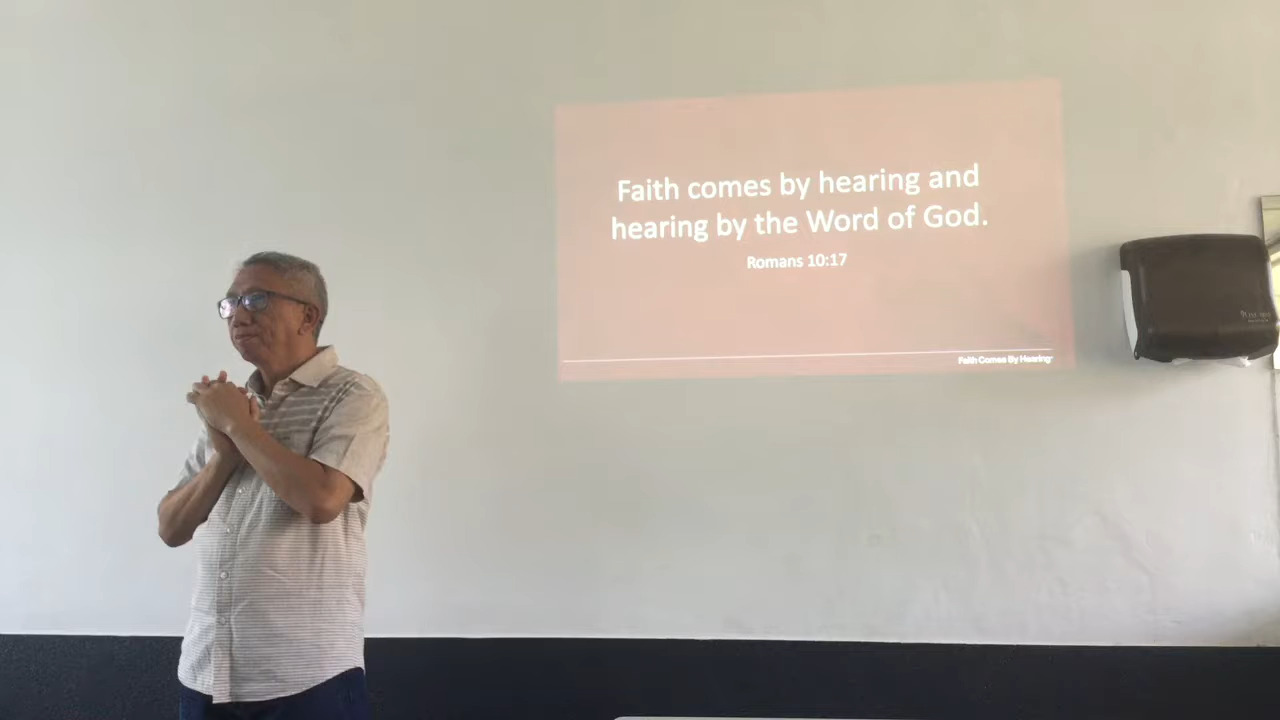 Faith comes by hearing and
hearing by the Word of God.
Romans 10:17
Faith Comes By Hearing